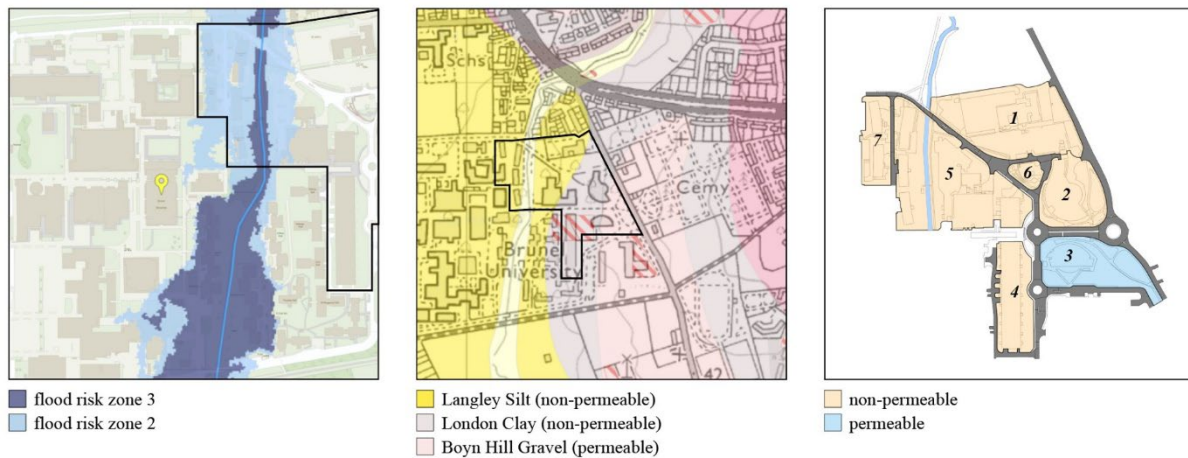 Schs
Cemy
Brunel
University
42
1
7
6
5
2
3
4
flood risk zone 3
flood risk zone 2
Langley Silt (non-permeable)
London Clay (non-permeable)
Boyn Hill Gravel (permeable)
non-permeable
permeable